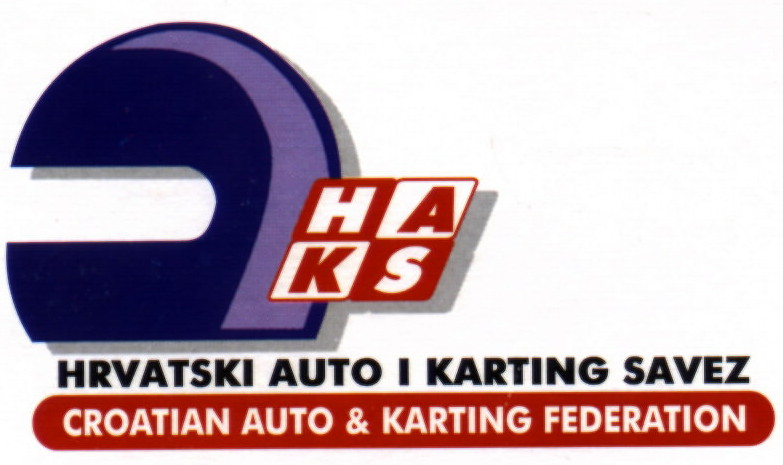 HA
KS
HRVATSKI AUTO I KARTING SAVEZ
CROATIAN AUTO & KARTING FEDERATION